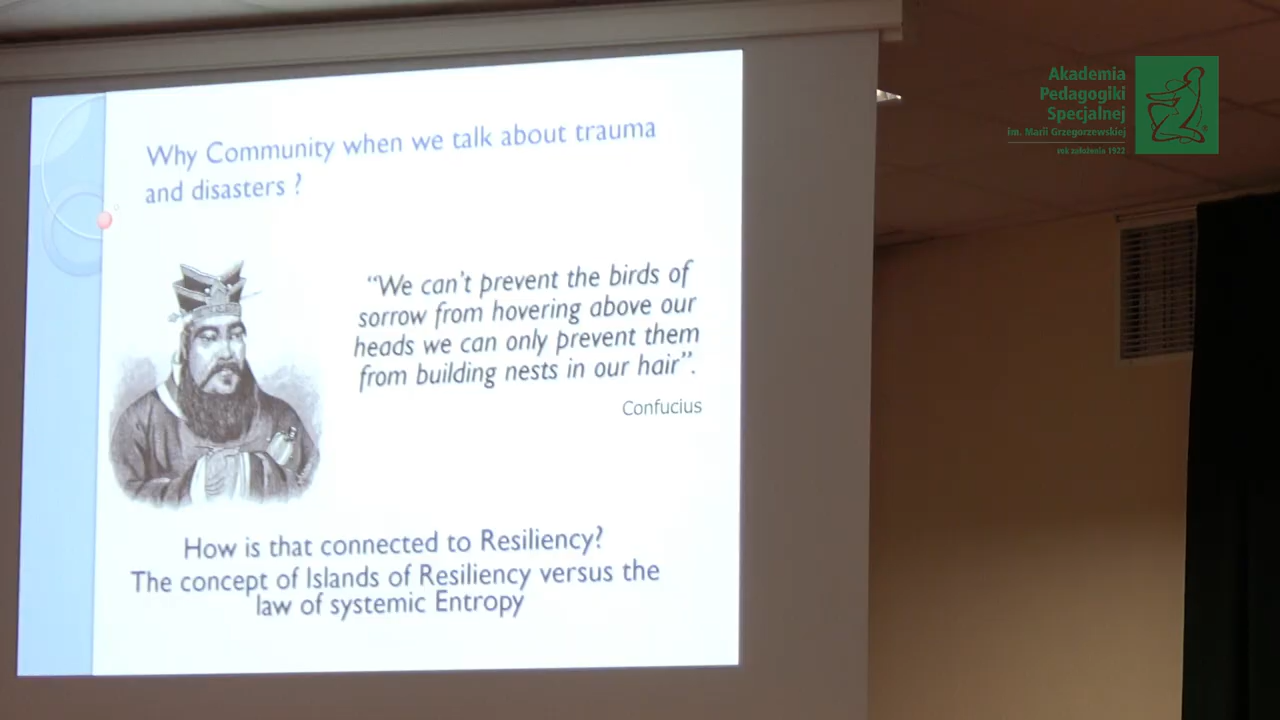 Why Community when we talk about trauma
and disasters ?
“We can't prevent the birds of
sorrow from hovering above our
heads we can only prevent them
from building nests in our hair”.
Confucius
How is that connected to Resiliency?
The concept of Islands of Resiliency versus the
law of systemic Entropy
Akademia
Pedagogiki
Specjalnej
im. Marii Grzegorzewskiej
rok założenia 1922